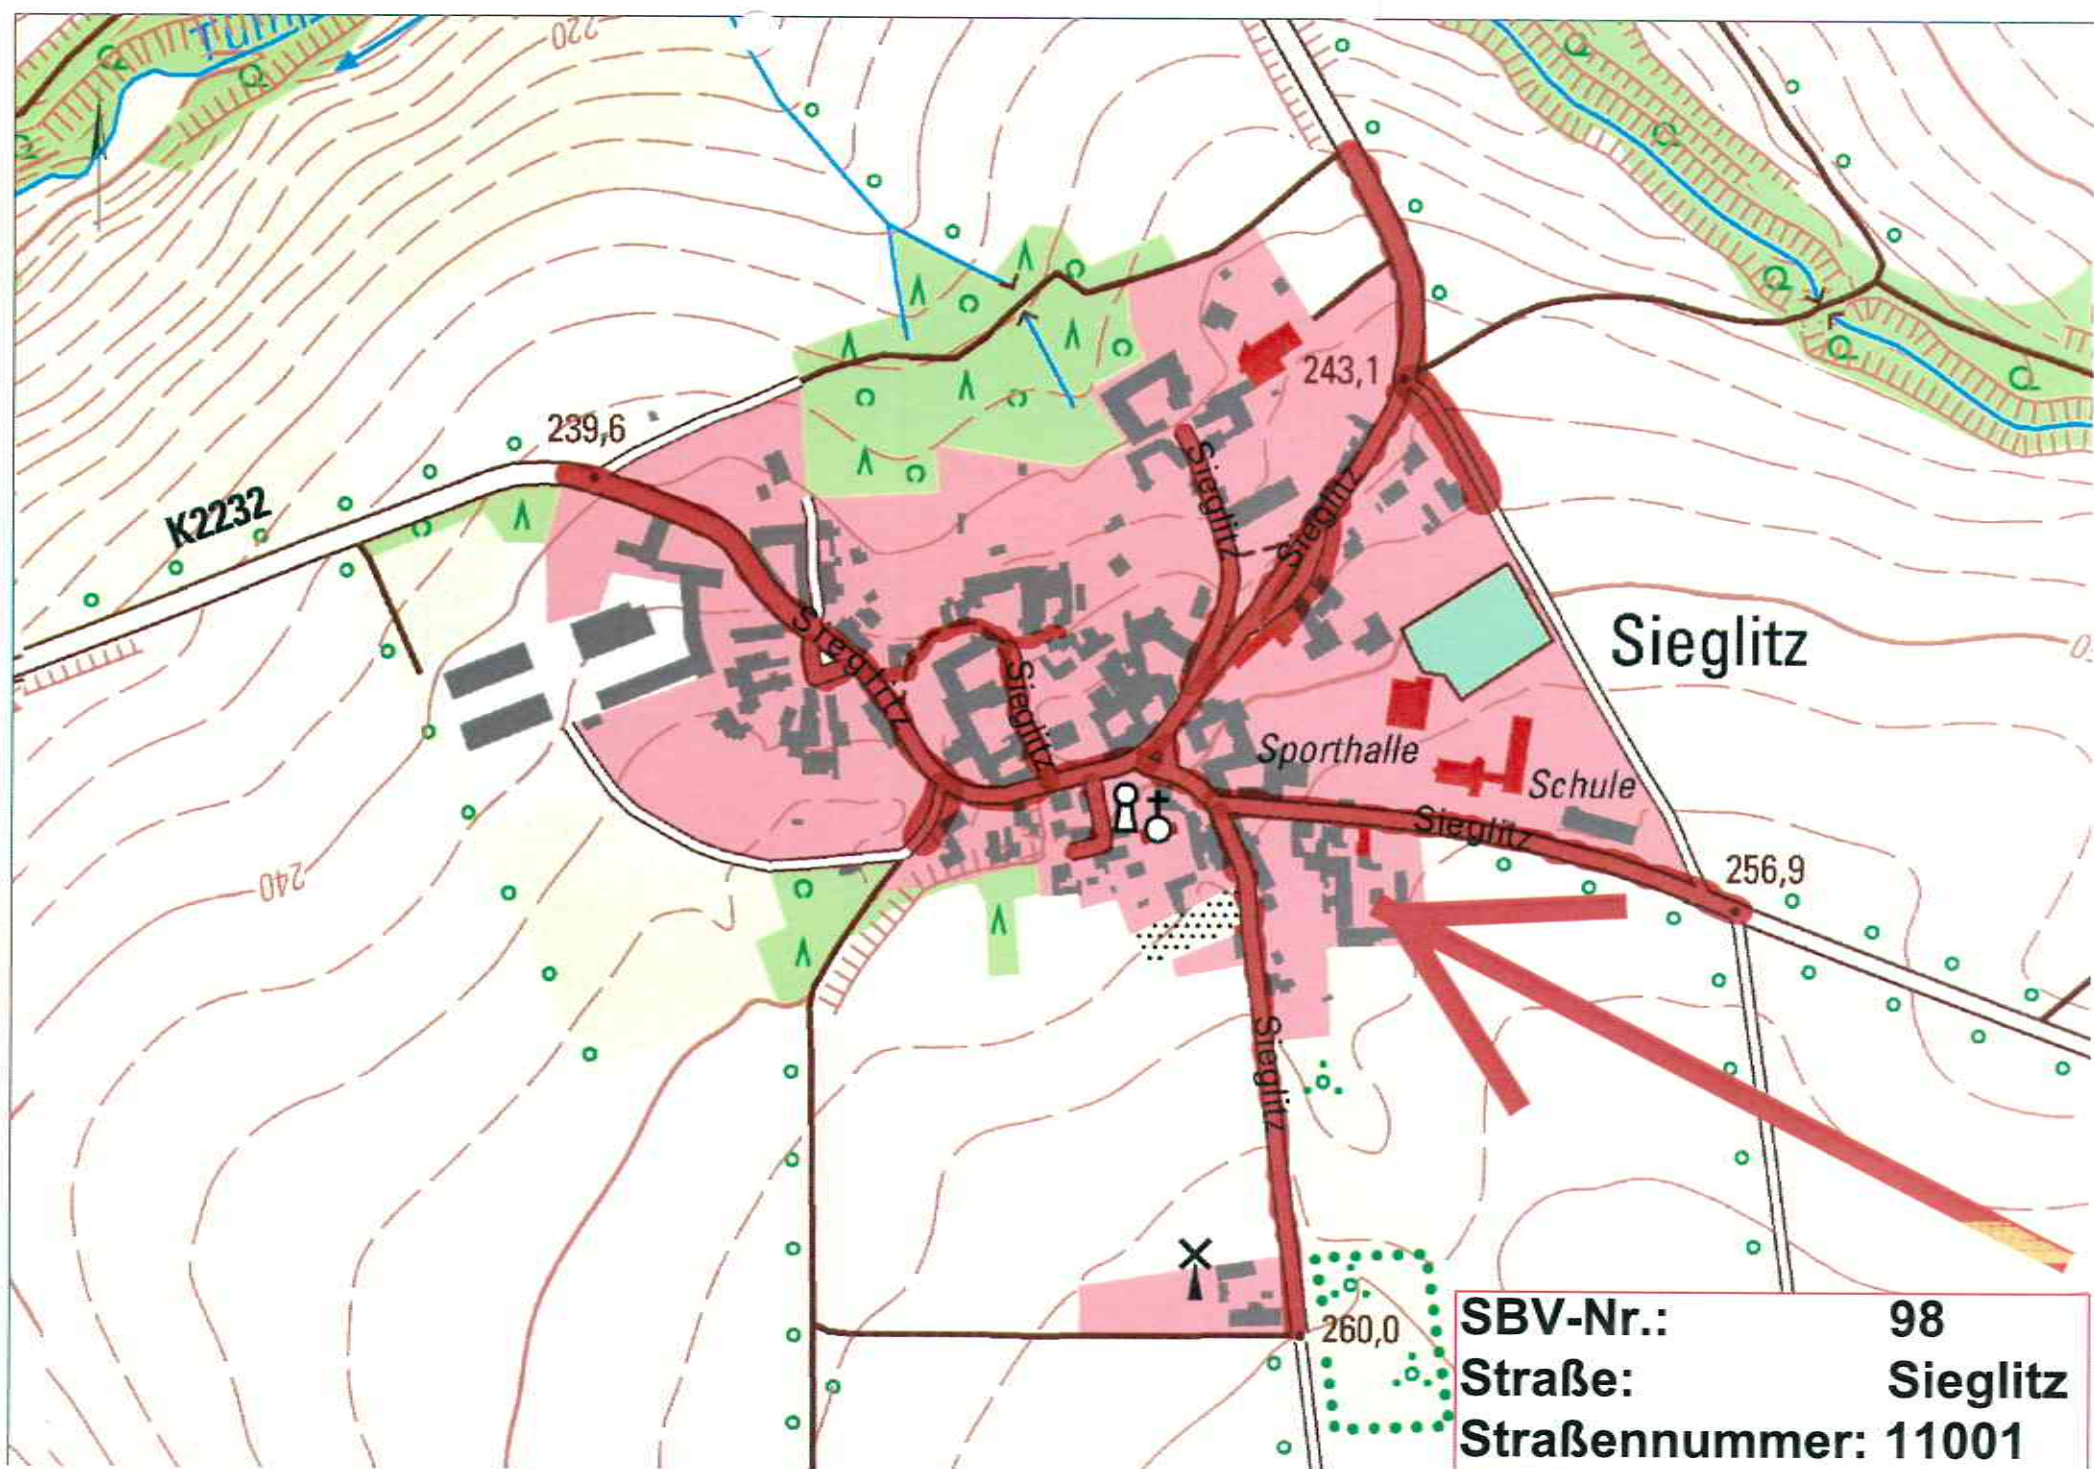 220
243,1
239,6
K2232
Sieglitz
Sieglitz
Sieglitz
Sieglitz
Sieglitz
Sporthalle
Schule
Sieglitz
256,9
240
Sieglitz
260,0
SBV-Nr.: 98
Straße: Sieglitz
Straßennummer: 11001